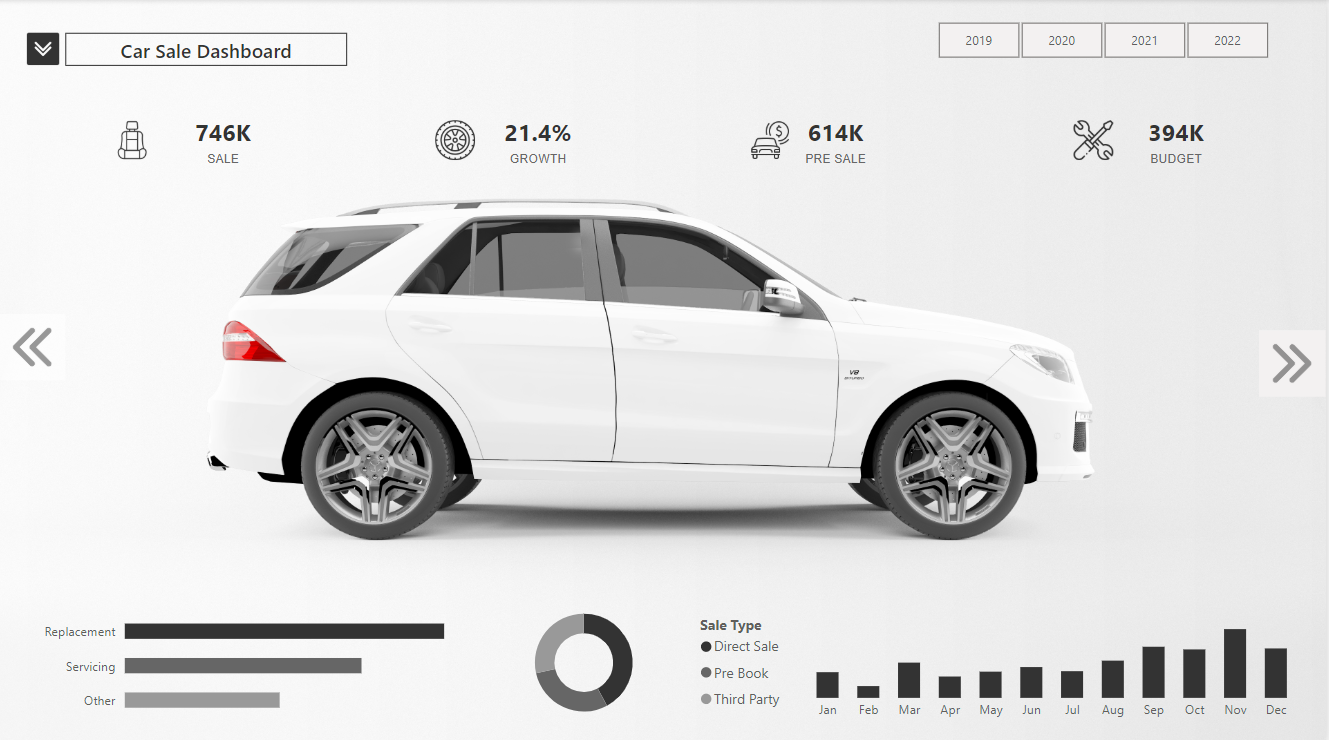 Car Sale Dashboard
2019
2020
2021
2022
746K
SALE
21.4%
GROWTH
614K
PRE SALE
394K
BUDGET
V8
Replacement
Servicing
Other
Sale Type
Direct Sale
Pre Book
Third Party
Jan
Feb
Mar
Apr
May
Jun
Jul
Aug
Sep
Oct
Nov
Dec